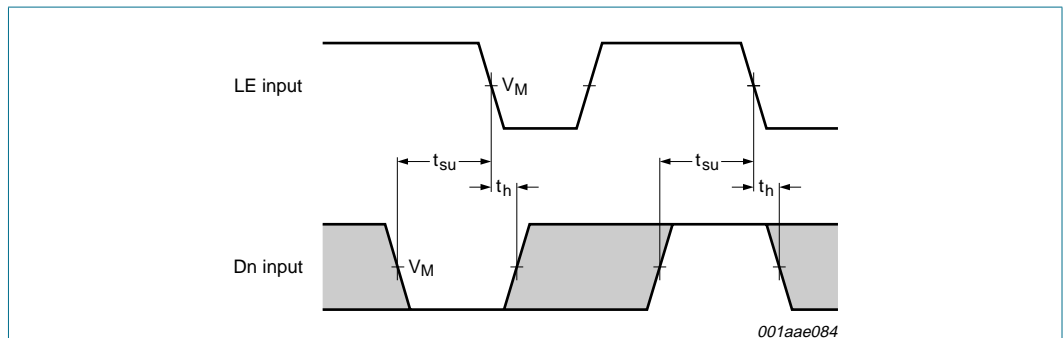 LE input
VM
tsu
tsu
th
th
Dn input
VM
001aae084